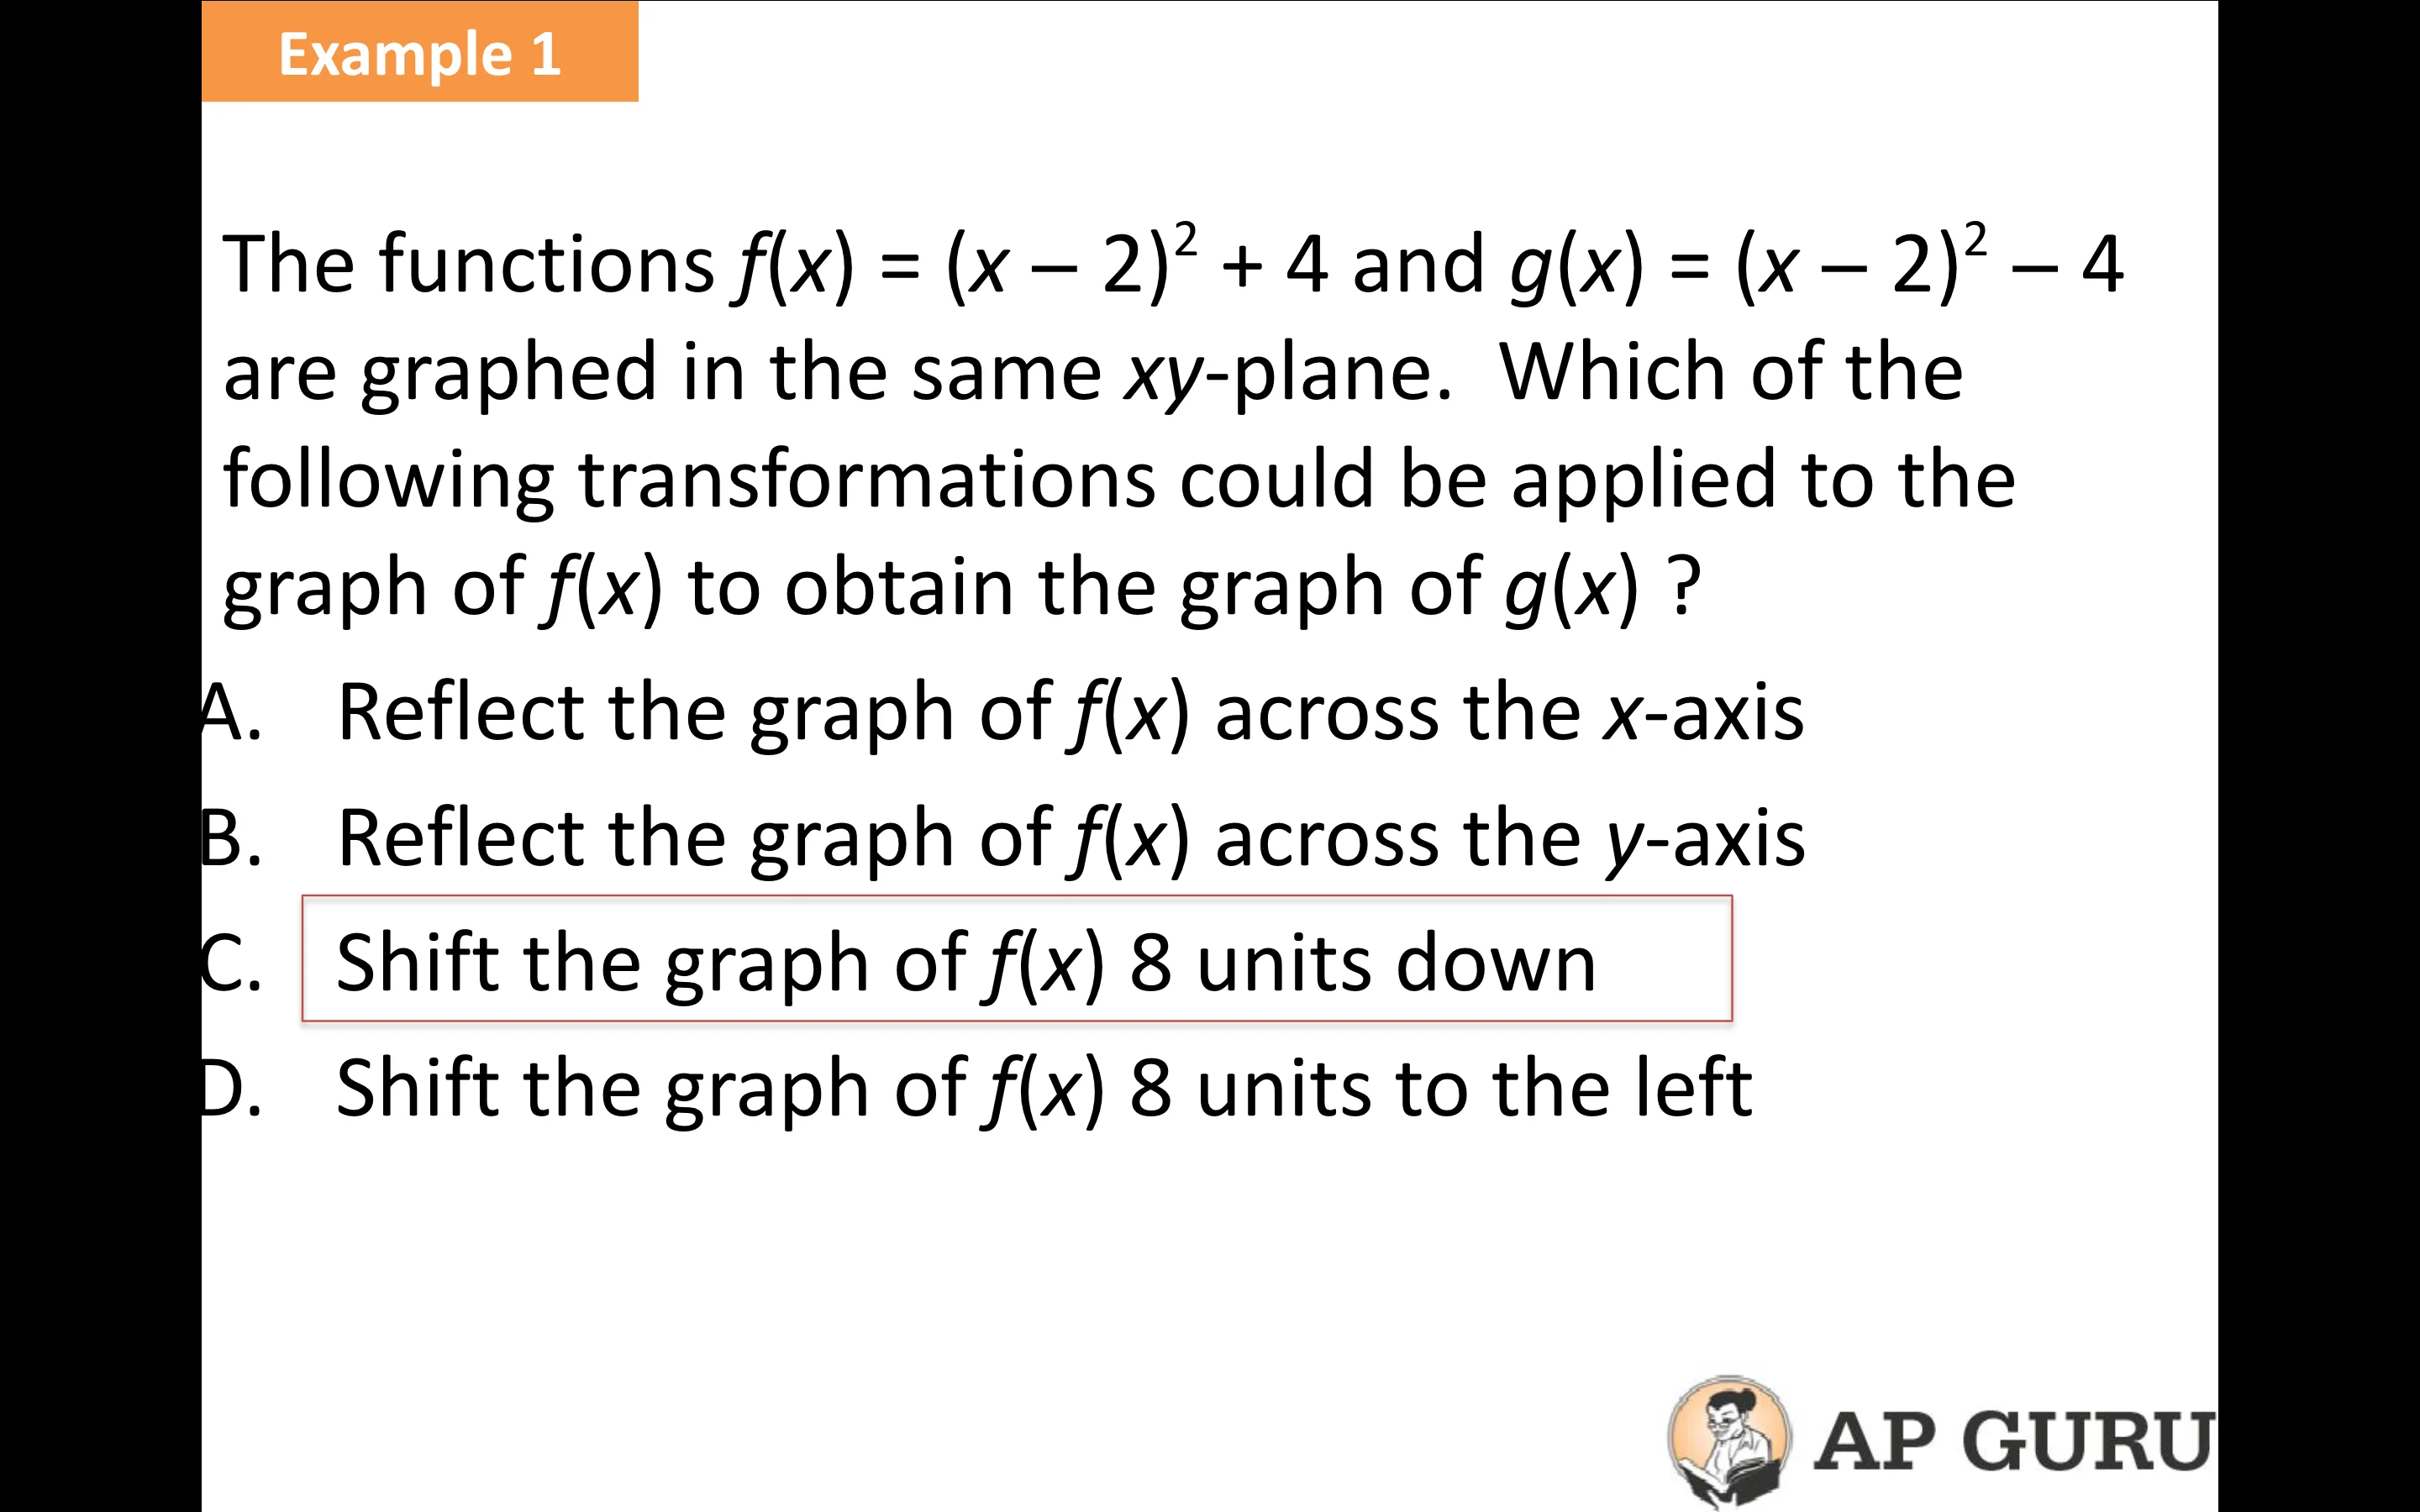 Example 1
The functions f(x) = (x – 2)² + 4 and g(x) = (x – 2)² – 4
are graphed in the same xy-plane. Which of the
following transformations could be applied to the
graph of f(x) to obtain the graph of g(x) ?
A. Reflect the graph of f(x) across the x-axis
B. Reflect the graph of f(x) across the y-axis
C. Shift the graph of f(x) 8 units down
D. Shift the graph of f(x) 8 units to the left
AP GURU